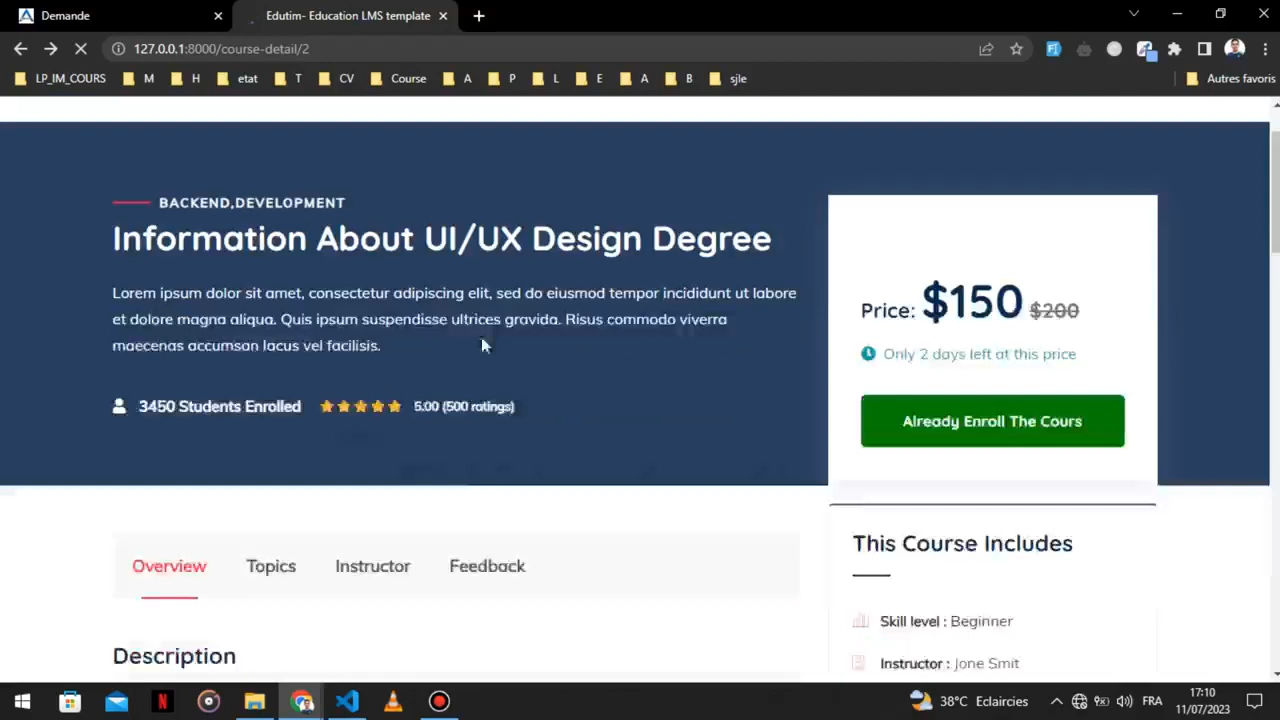 Demande
Edutim- Education LMS template
127.0.0.1:8000/course-detail/2
LP_IM_COURS M H etat T CV Course A P L E A B sjle Autres favoris
BACKEND,DEVELOPMENT
Information About UI/UX Design Degree
Lorem ipsum dolor sit amet, consectetur adipiscing elit, sed do eiusmod tempor incididunt ut labore
et dolore magna aliqua. Quis ipsum suspendisse ultrices gravida. Risus commodo viverra
maecenas accumsan lacus vel facilisis.
3450 Students Enrolled 5.00 (500 ratings)
Price: $150 $200
Only 2 days left at this price
Already Enroll The Cours
Overview Topics Instructor Feedback
Description
This Course Includes
Skill level : Beginner
Instructor : Jone Smit
38°C Eclaircies FRA 17:10
11/07/2023